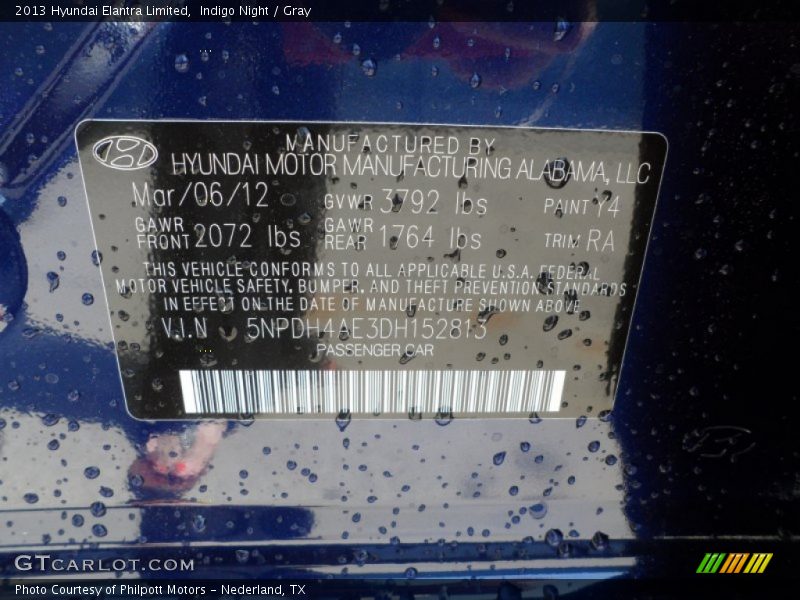 2013 Hyundai Elantra Limited, Indigo Night / Gray
MANUFACTURED BY
HYUNDAI MOTOR MANUFACTURING ALABAMA, LLC
Mar/06/12 GVWR 3792 lbs PAINT Y4
GAWR FRONT 2072 lbs GAWR REAR 1764 lbs TRIM RA
THIS VEHICLE CONFORMS TO ALL APPLICABLE U.S.A. FEDERAL
MOTOR VEHICLE SAFETY, BUMPER, AND THEFT PREVENTION STANDARDS
IN EFFECT ON THE DATE OF MANUFACTURE SHOWN ABOVE
V.I.N 5NPDH4AE3DH152813
PASSENGER CAR
GTCARLOT.COM
Photo Courtesy of Philpott Motors - Nederland, TX